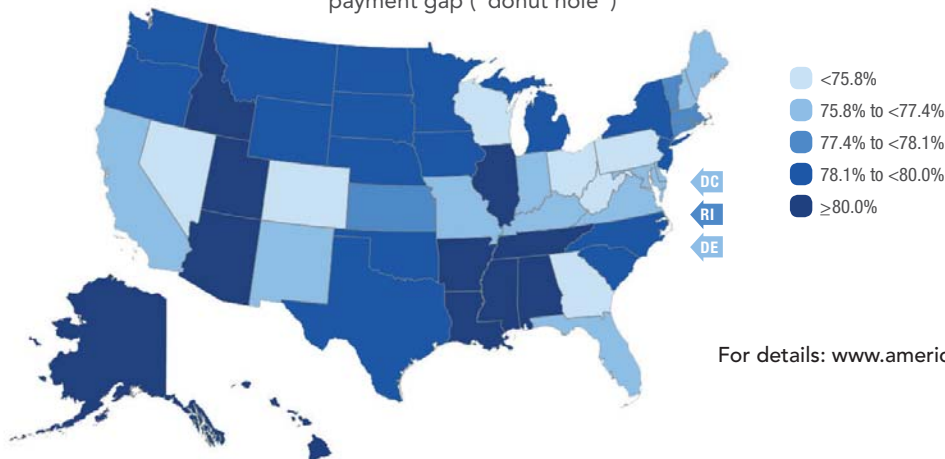 payment gap (“donut hole”)
<75.8%
75.8% to <77.4%
77.4% to <78.1%
78.1% to <80.0%
≥80.0%
DC
RI
DE
For details: www.americ